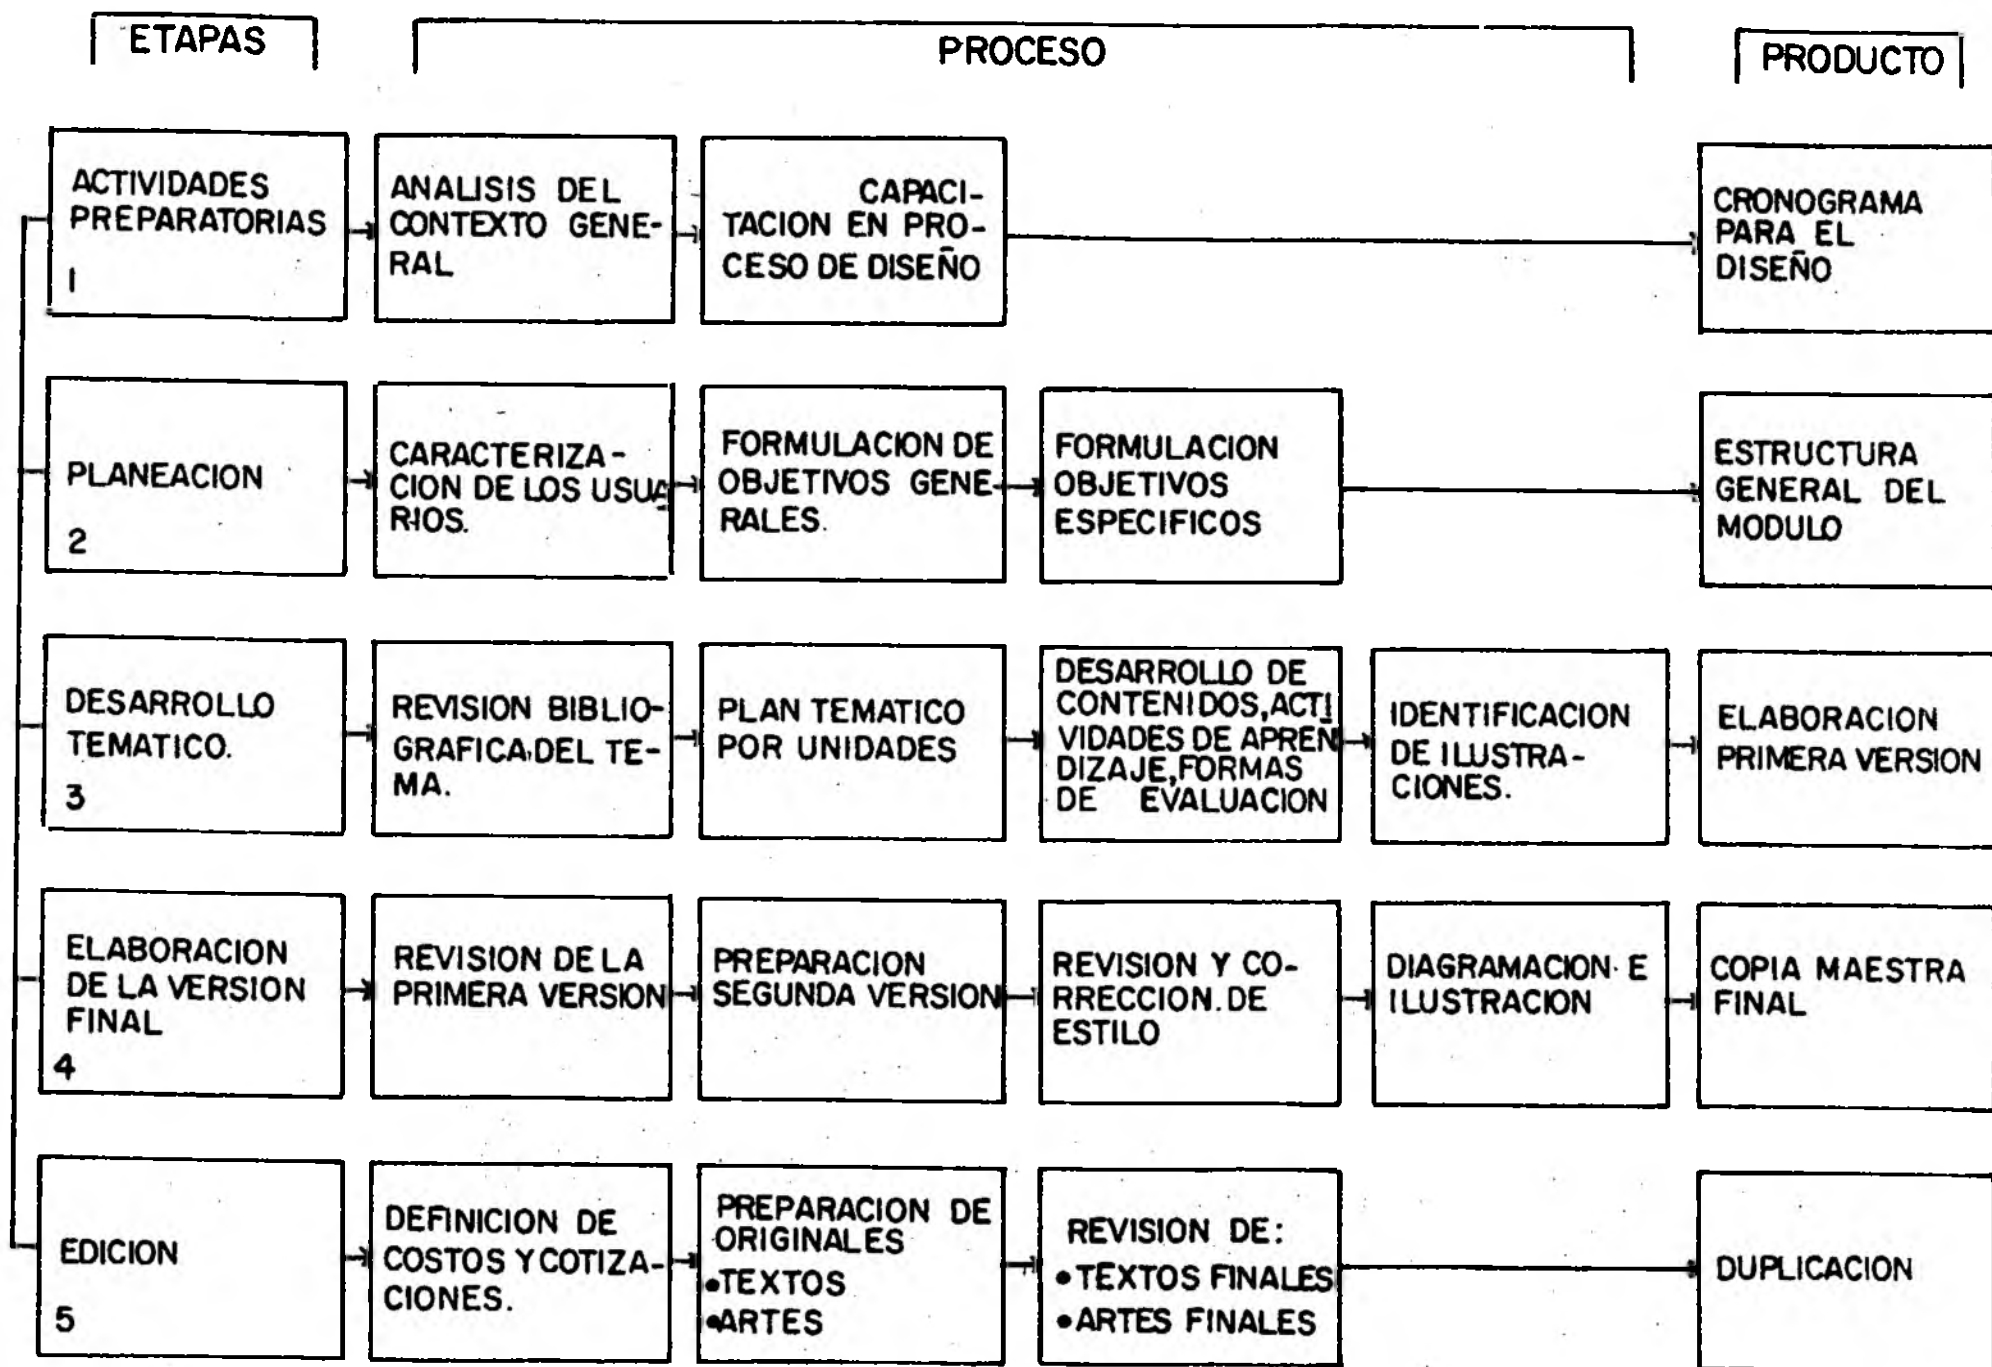 ETAPAS
PROCESO
PRODUCTO
ACTIVIDADES
PREPARATORIAS
1
ANALISIS DEL
CONTEXTO GENE-
RAL
CAPACI-
TACION EN PRO-
CESO DE DISEÑO
CRONOGRAMA
PARA EL
DISEÑO
PLANEACION
2
CARACTERIZA-
CION DE LOS USUA
RIOS.
FORMULACION DE
OBJETIVOS GENE-
RALES.
FORMULACION
OBJETIVOS
ESPECIFICOS
ESTRUCTURA
GENERAL DEL
MODULO
DESARROLLO
TEMATICO.
3
REVISION BIBLIO-
GRAFICA DEL TE-
MA.
PLAN TEMATICO
POR UNIDADES
DESARROLLO DE
CONTENIDOS, ACTI
VIDADES DE APREN
DIZAJE, FORMAS
DE EVALUACION
IDENTIFICACION
DE ILUSTRA-
CIONES.
ELABORACION
PRIMERA VERSION
ELABORACION
DE LA VERSION
FINAL
4
REVISION DE LA
PRIMERA VERSION
PREPARACION
SEGUNDA VERSION
REVISION Y CO-
RRECCION. DE
ESTILO
DIAGRAMACION E
ILUSTRACION
COPIA MAESTRA
FINAL
EDICION
5
DEFINICION DE
COSTOS Y COTIZA-
CIONES.
PREPARACION DE
ORIGINALES
•TEXTOS
•ARTES
REVISION DE:
•TEXTOS FINALES
•ARTES FINALES
DUPLICACION